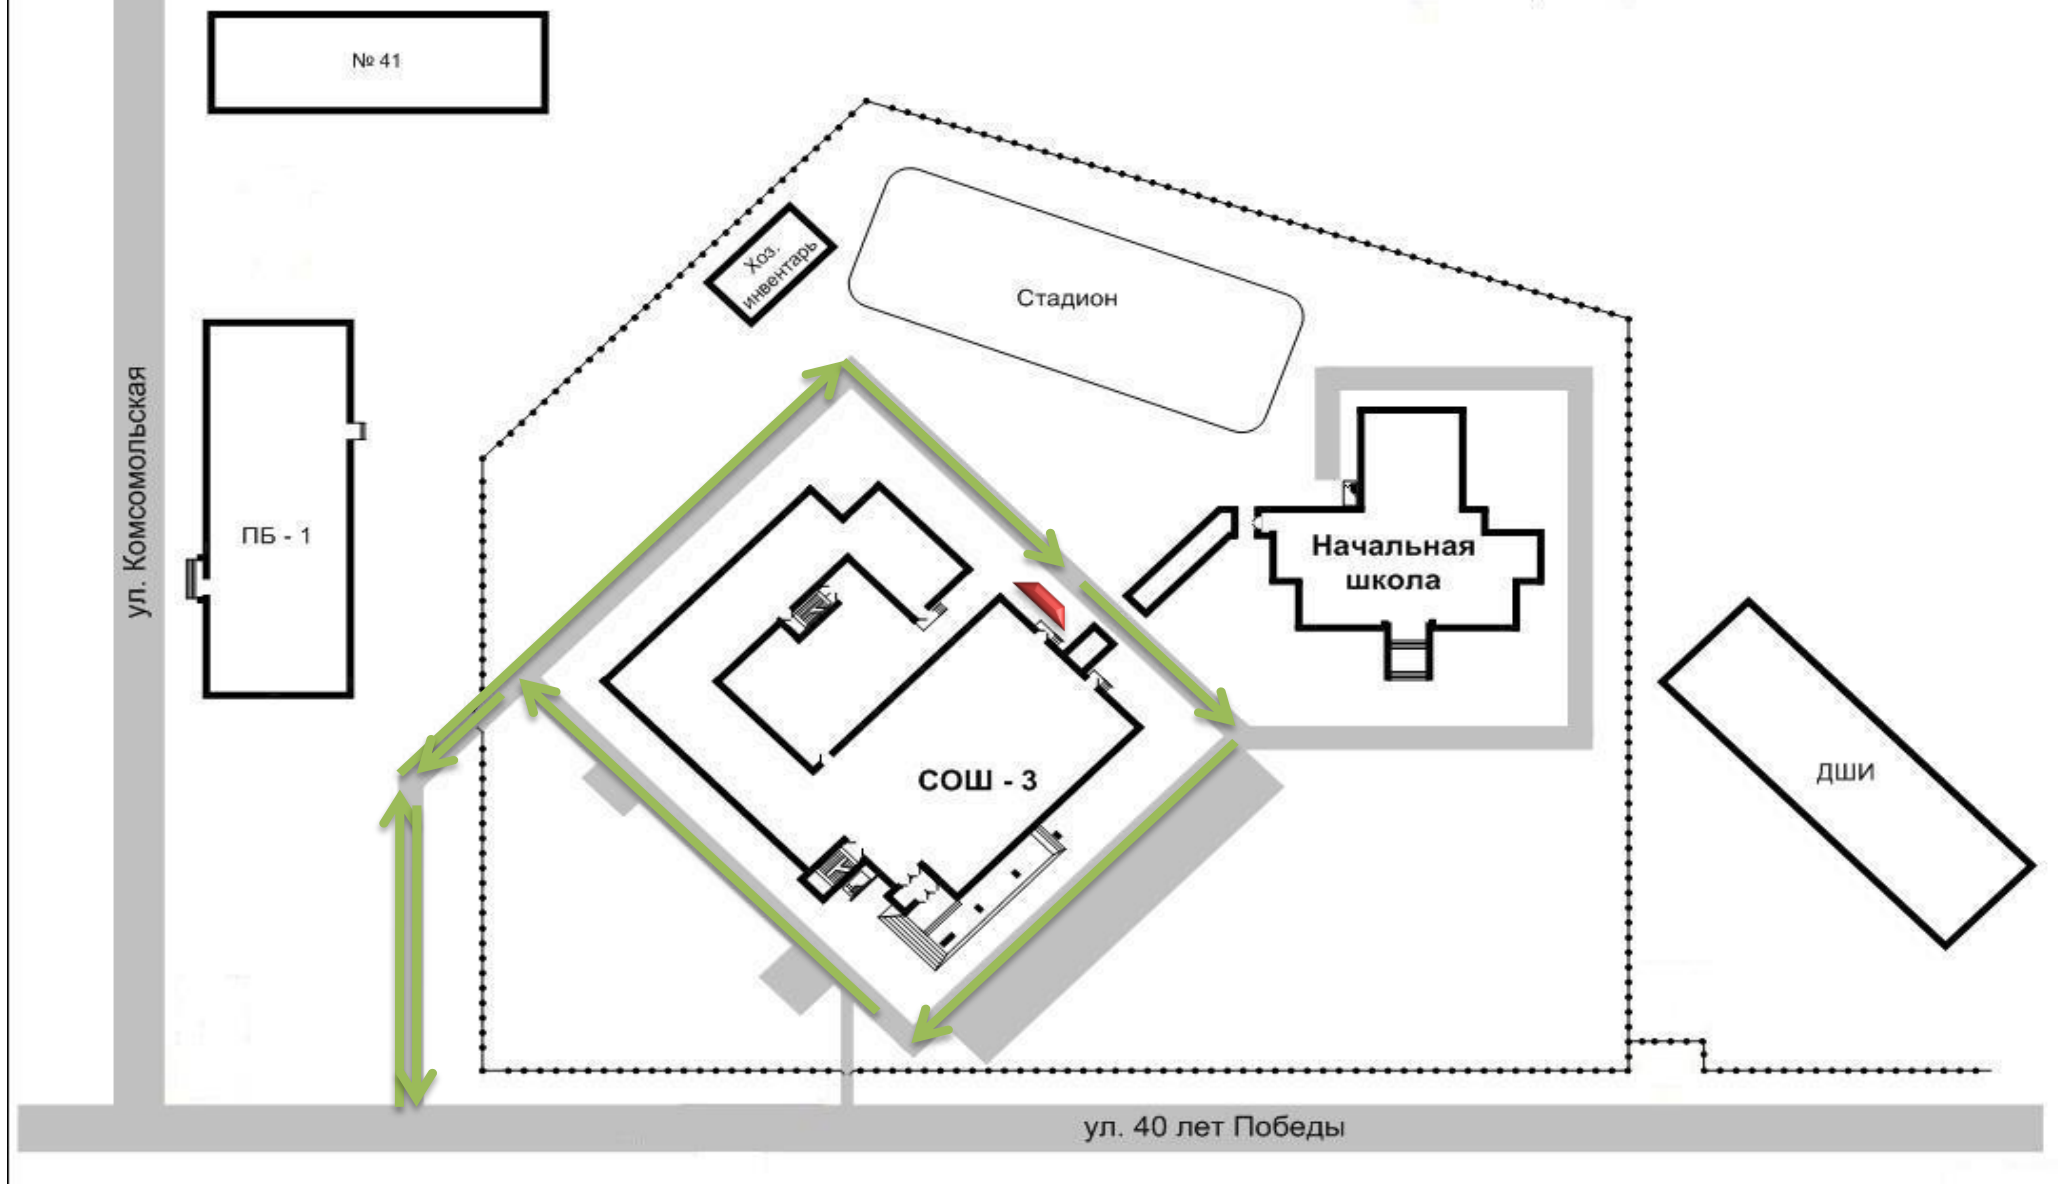 № 41
Хоз.
инвентарь
Стадион
ул. Комсомольская
ПБ - 1
Начальная
школа
СОШ - 3
ДШИ
ул. 40 лет Победы